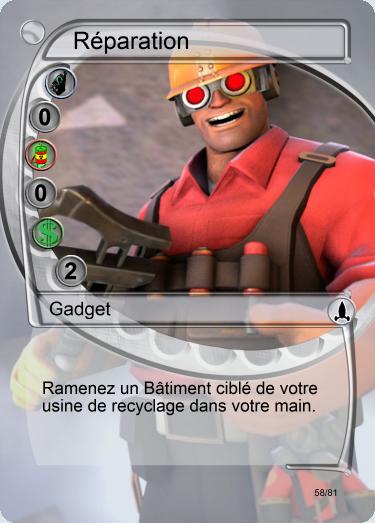 Réparation
0
0
$
2
Gadget
Ramenez un Bâtiment ciblé de votre
usine de recyclage dans votre main.
58/81